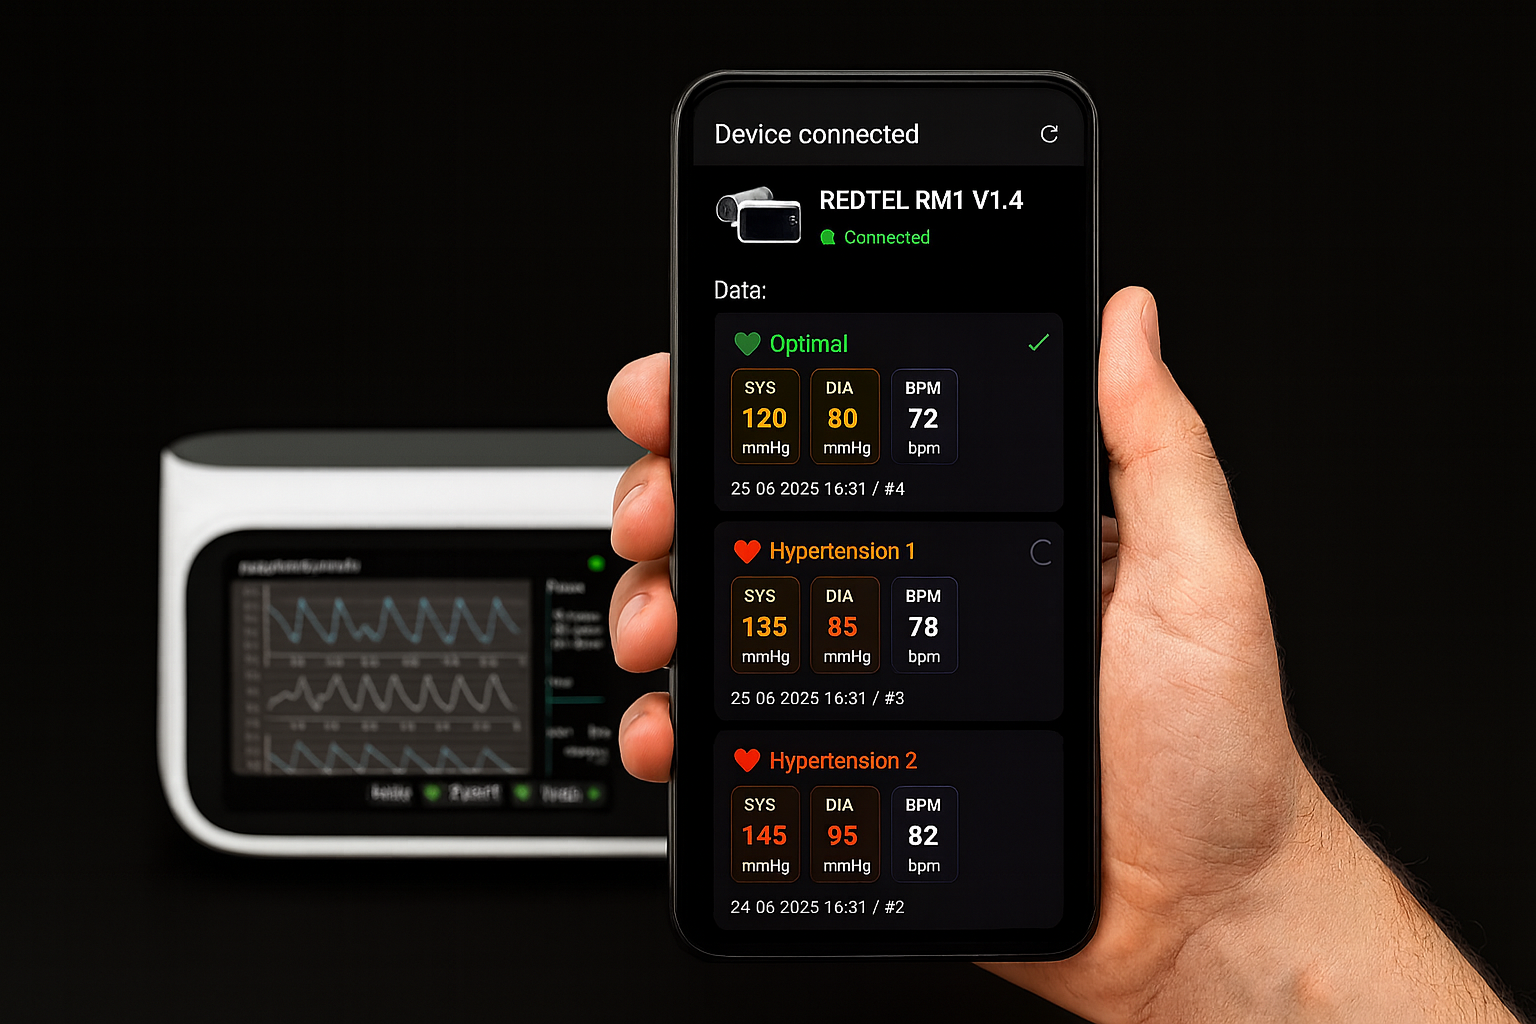 Device connected
REDTEL RM1 V1.4
Connected
Data:
Optimal
SYS DIA BPM
120 80 72
mmHg mmHg bpm
25 06 2025 16:31 / #4
Hypertension 1
SYS DIA BPM
135 85 78
mmHg mmHg bpm
25 06 2025 16:31 / #3
Hypertension 2
SYS DIA BPM
145 95 82
mmHg mmHg bpm
24 06 2025 16:31 / #2